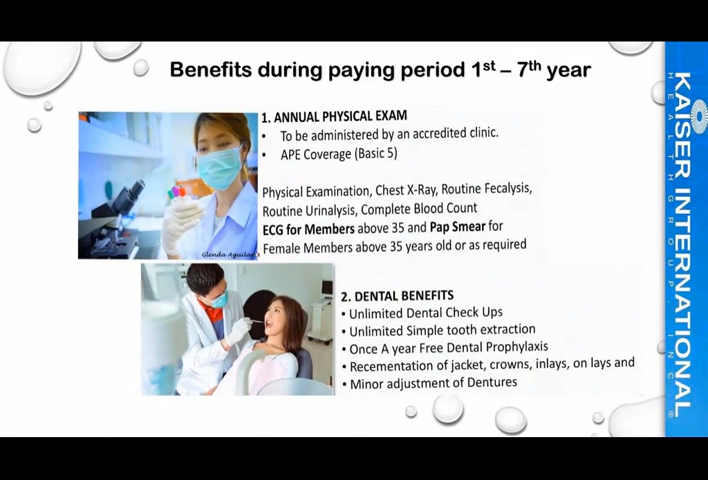 Benefits during paying period 1st – 7th year
1. ANNUAL PHYSICAL EXAM
• To be administered by an accredited clinic.
• APE Coverage (Basic 5)
Physical Examination, Chest X-Ray, Routine Fecalysis,
Routine Urinalysis, Complete Blood Count
ECG for Members above 35 and Pap Smear for
Female Members above 35 years old or as required
Glenda Aguilar
2. DENTAL BENEFITS
• Unlimited Dental Check Ups
• Unlimited Simple tooth extraction
• Once A year Free Dental Prophylaxis
• Recementation of jacket, crowns, inlays, on lays and
• Minor adjustment of Dentures
KAISER INTERNATIONAL
HEALTH GROUP, INC.®